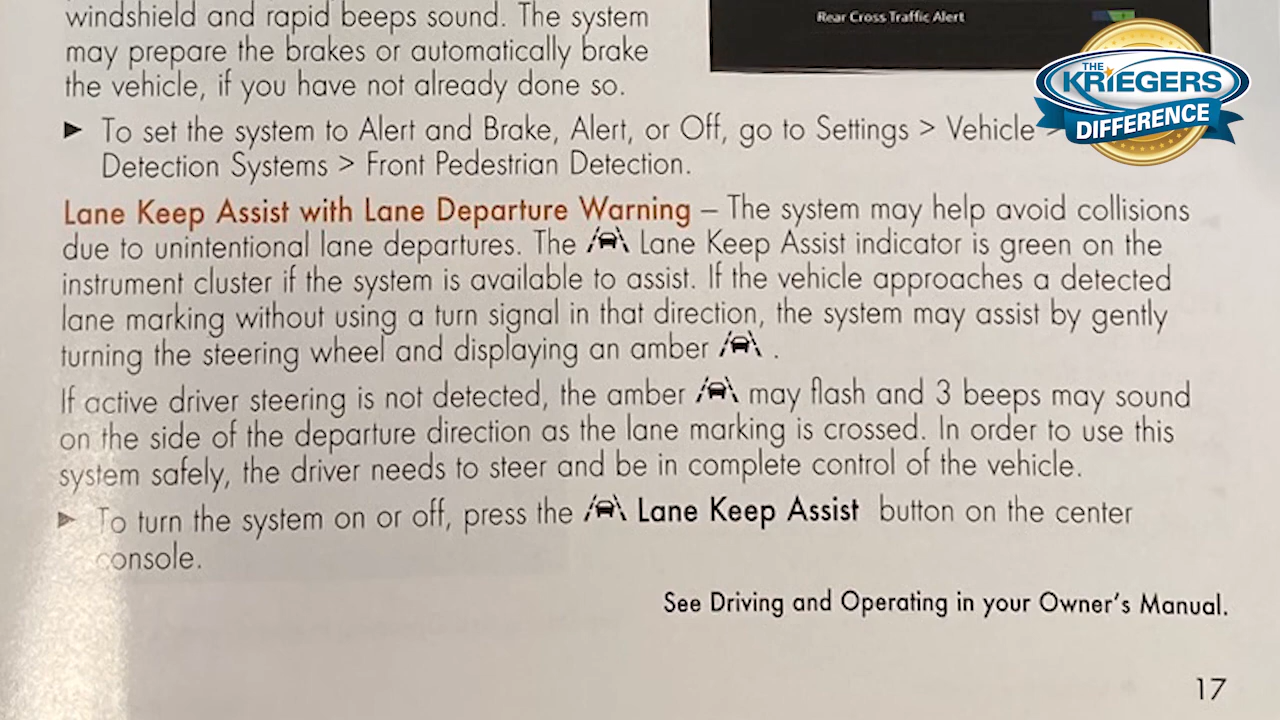 windshield and rapid beeps sound. The system
may prepare the brakes or automatically brake
the vehicle, if you have not already done so.
Rear Cross Traffic Alert
THE
KRIEGERS
DIFFERENCE
► To set the system to Alert and Brake, Alert, or Off, go to Settings > Vehicle >
Detection Systems > Front Pedestrian Detection.
Lane Keep Assist with Lane Departure Warning – The system may help avoid collisions
due to unintentional lane departures. The Lane Keep Assist indicator is green on the
instrument cluster if the system is available to assist. If the vehicle approaches a detected
lane marking without using a turn signal in that direction, the system may assist by gently
turning the steering wheel and displaying an amber .
If active driver steering is not detected, the amber may flash and 3 beeps may sound
on the side of the departure direction as the lane marking is crossed. In order to use this
system safely, the driver needs to steer and be in complete control of the vehicle.
► To turn the system on or off, press the Lane Keep Assist button on the center
console.
See Driving and Operating in your Owner's Manual.
17